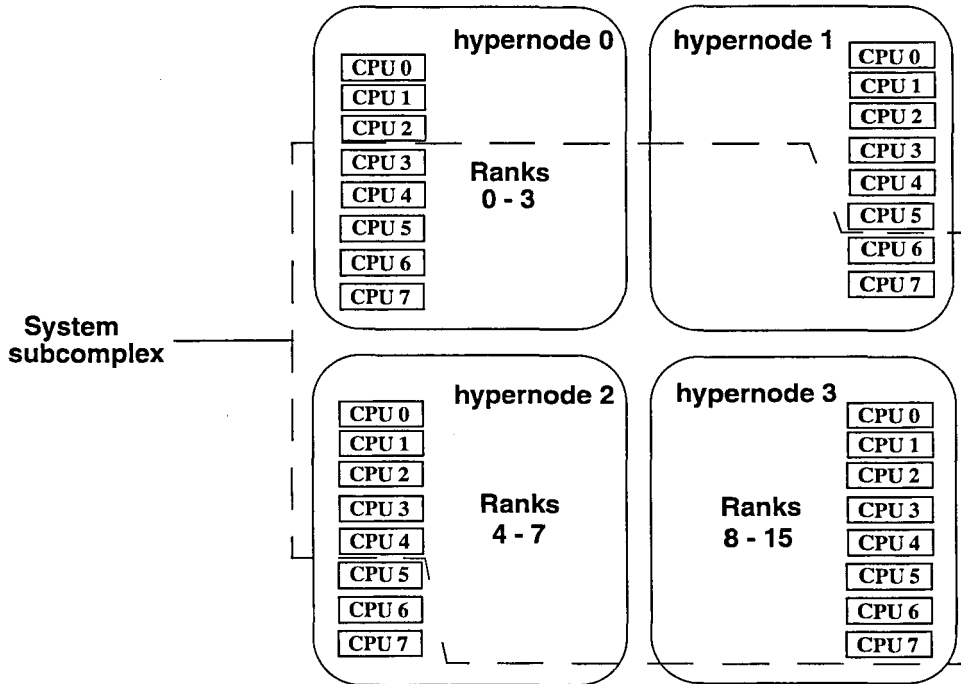 hypernode 0
CPU 0
CPU 1
CPU 2
CPU 3
CPU 4
CPU 5
CPU 6
CPU 7
Ranks
0 - 3
hypernode 1
CPU 0
CPU 1
CPU 2
CPU 3
CPU 4
CPU 5
CPU 6
CPU 7
System
subcomplex
hypernode 2
CPU 0
CPU 1
CPU 2
CPU 3
CPU 4
CPU 5
CPU 6
CPU 7
Ranks
4 - 7
hypernode 3
Ranks
8 - 15
CPU 0
CPU 1
CPU 2
CPU 3
CPU 4
CPU 5
CPU 6
CPU 7